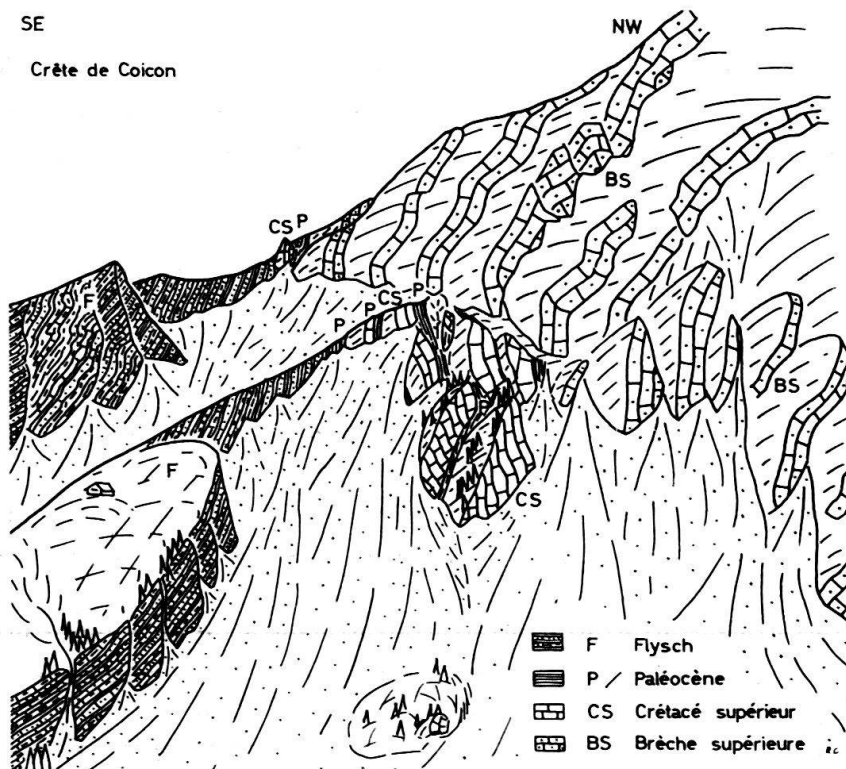 SE
NW
Crête de Coicon
BS
CS P
F
P P CS P
BS
F
CS
F Flysch
P Paléocène
CS Crétacé supérieur
BS Brèche supérieure